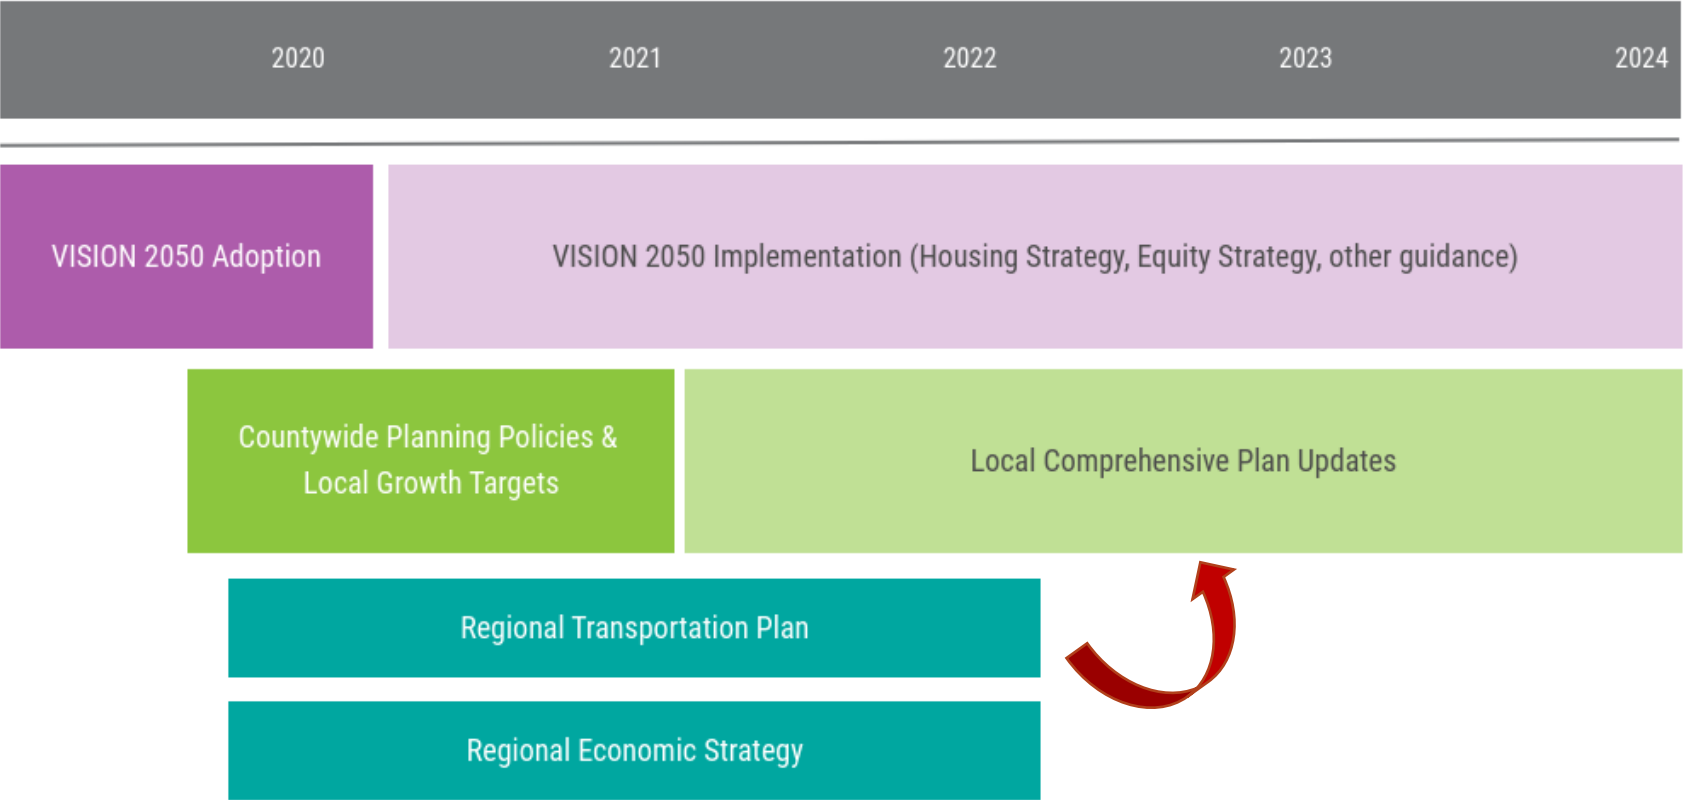 2020 2021 2022 2023 2024
VISION 2050 Adoption
VISION 2050 Implementation (Housing Strategy, Equity Strategy, other guidance)
Countywide Planning Policies &
Local Growth Targets
Local Comprehensive Plan Updates
Regional Transportation Plan
Regional Economic Strategy